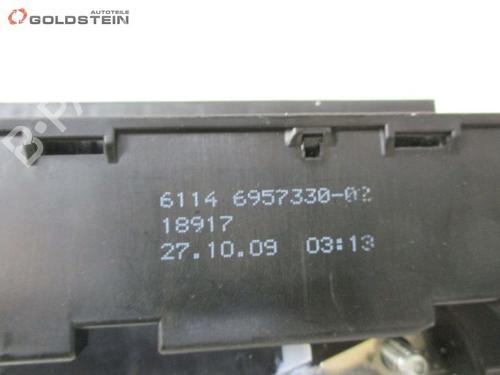 AUTOTEILE
GOLDSTEIN
6114 6957330-02
18917
27.10.09 03:13